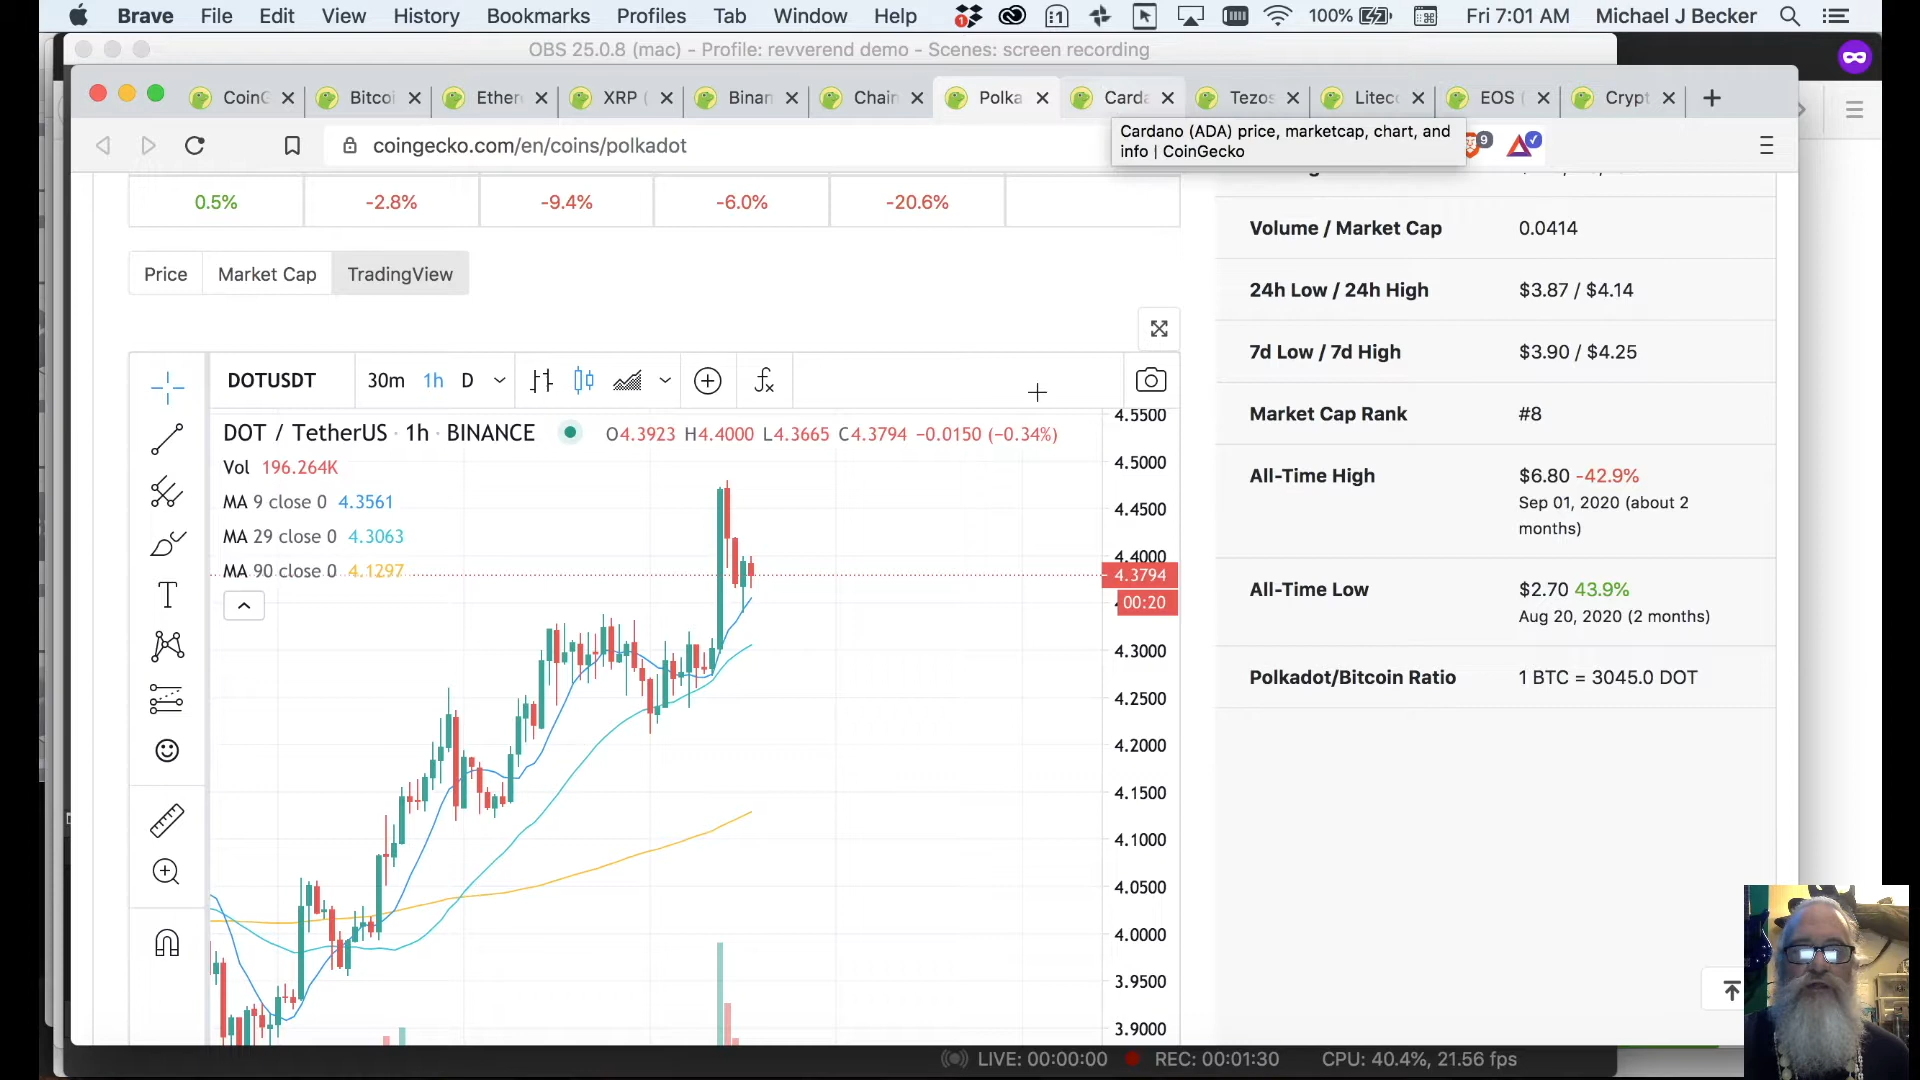 Brave File Edit View History Bookmarks Profiles Tab Window Help 1 1 100% Fri 7:01 AM Michael J Becker
OBS 25.0.8 (mac) - Profile: revverend demo - Scenes: screen recording
CoinG Bitcoi Ether XRP ( Binan Chain Polka Carda Tezos Litec EOS ( Crypt
coingecko.com/en/coins/polkadot
Cardano (ADA) price, marketcap, chart, and
info | CoinGecko
9
0.5% -2.8% -9.4% -6.0% -20.6%
Price Market Cap TradingView
DOTUSDT 30m 1h D
DOT / TetherUS · 1h · BINANCE O4.3923 H4.4000 L4.3665 C4.3794 −0.0150 (−0.34%)
Vol 196.264K
MA 9 close 0 4.3561
MA 29 close 0 4.3063
MA 90 close 0 4.1297
4.5500
4.5000
4.4500
4.4000
4.3794
00:20
4.3000
4.2500
4.2000
4.1500
4.1000
4.0500
4.0000
3.9500
3.9000
Volume / Market Cap 0.0414
24h Low / 24h High $3.87 / $4.14
7d Low / 7d High $3.90 / $4.25
Market Cap Rank #8
All-Time High $6.80 -42.9%
Sep 01, 2020 (about 2
months)
All-Time Low $2.70 43.9%
Aug 20, 2020 (2 months)
Polkadot/Bitcoin Ratio 1 BTC = 3045.0 DOT
LIVE: 00:00:00 REC: 00:01:30 CPU: 40.4%, 21.56 fps